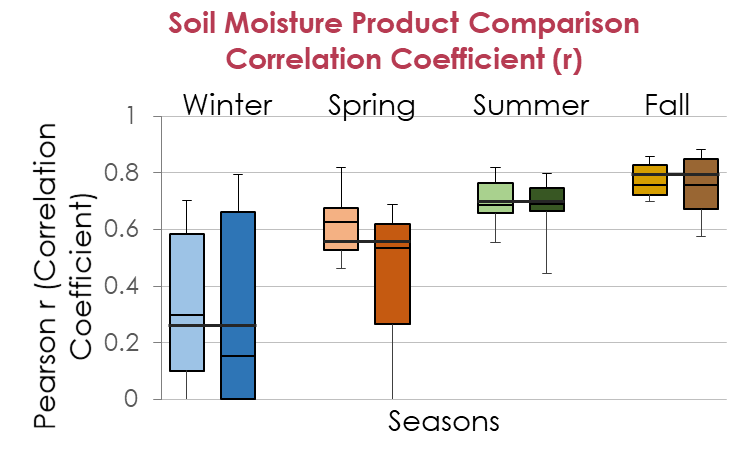 Soil Moisture Product Comparison
Correlation Coefficient (r)
Winter Spring Summer Fall
1
0.8
0.6
0.4
0.2
0
Pearson r (Correlation
Coefficient)
Seasons